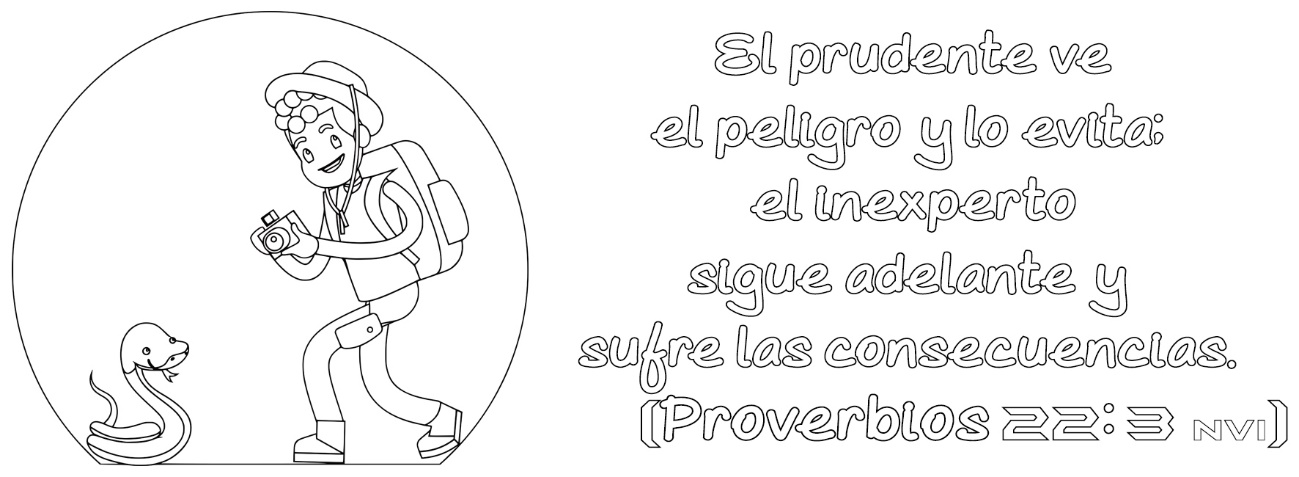 El prudente ve
el peligro y lo evita;
el inexperto
sigue adelante y
sufre las consecuencias.
(Proverbios 22:3 NVI)